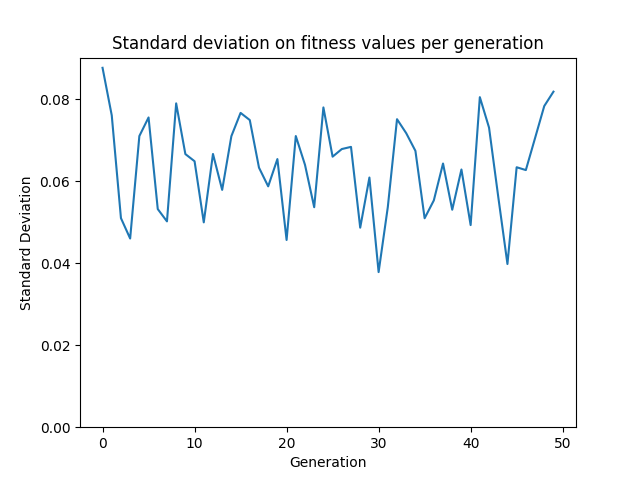 Standard deviation on fitness values per generation
Standard Deviation
0.08
0.06
0.04
0.02
0.00
0 10 20 30 40 50
Generation